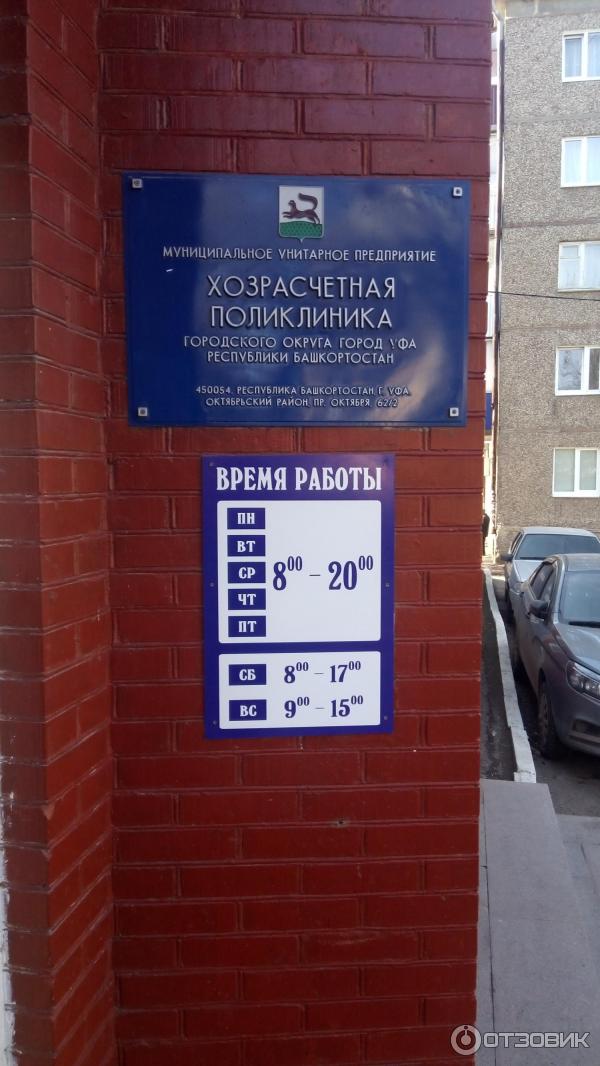 МУНИЦИПАЛЬНОЕ УНИТАРНОЕ ПРЕДПРИЯТИЕ
ХОЗРАСЧЕТНАЯ
ПОЛИКЛИНИКА
ГОРОДСКОГО ОКРУГА ГОРОД УФА
РЕСПУБЛИКИ БАШКОРТОСТАН
450054, РЕСПУБЛИКА БАШКОРТОСТАН, Г. УФА,
ОКТЯБРЬСКИЙ РАЙОН, ПР. ОКТЯБРЯ, 62/2
ВРЕМЯ РАБОТЫ
ПН
ВТ
СР 8⁰⁰ – 20⁰⁰
ЧТ
ПТ
СБ 8⁰⁰ – 17⁰⁰
ВС 9⁰⁰ – 15⁰⁰
ОТЗОВИК